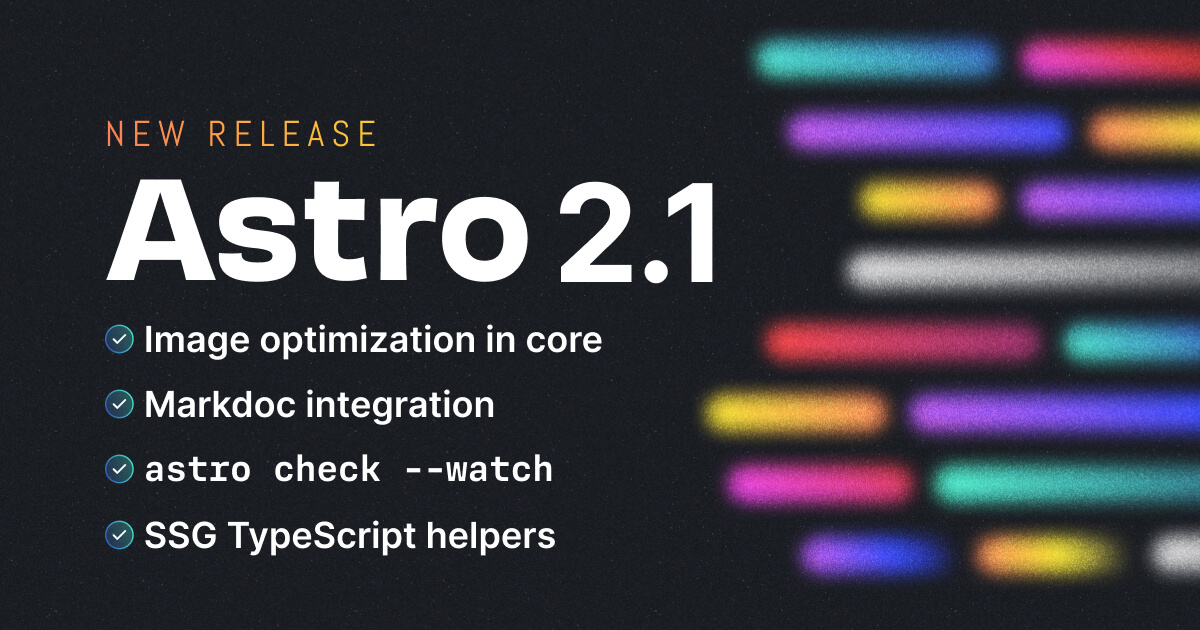 NEW RELEASE
Astro 2.1
Image optimization in core
Markdoc integration
astro check --watch
SSG TypeScript helpers